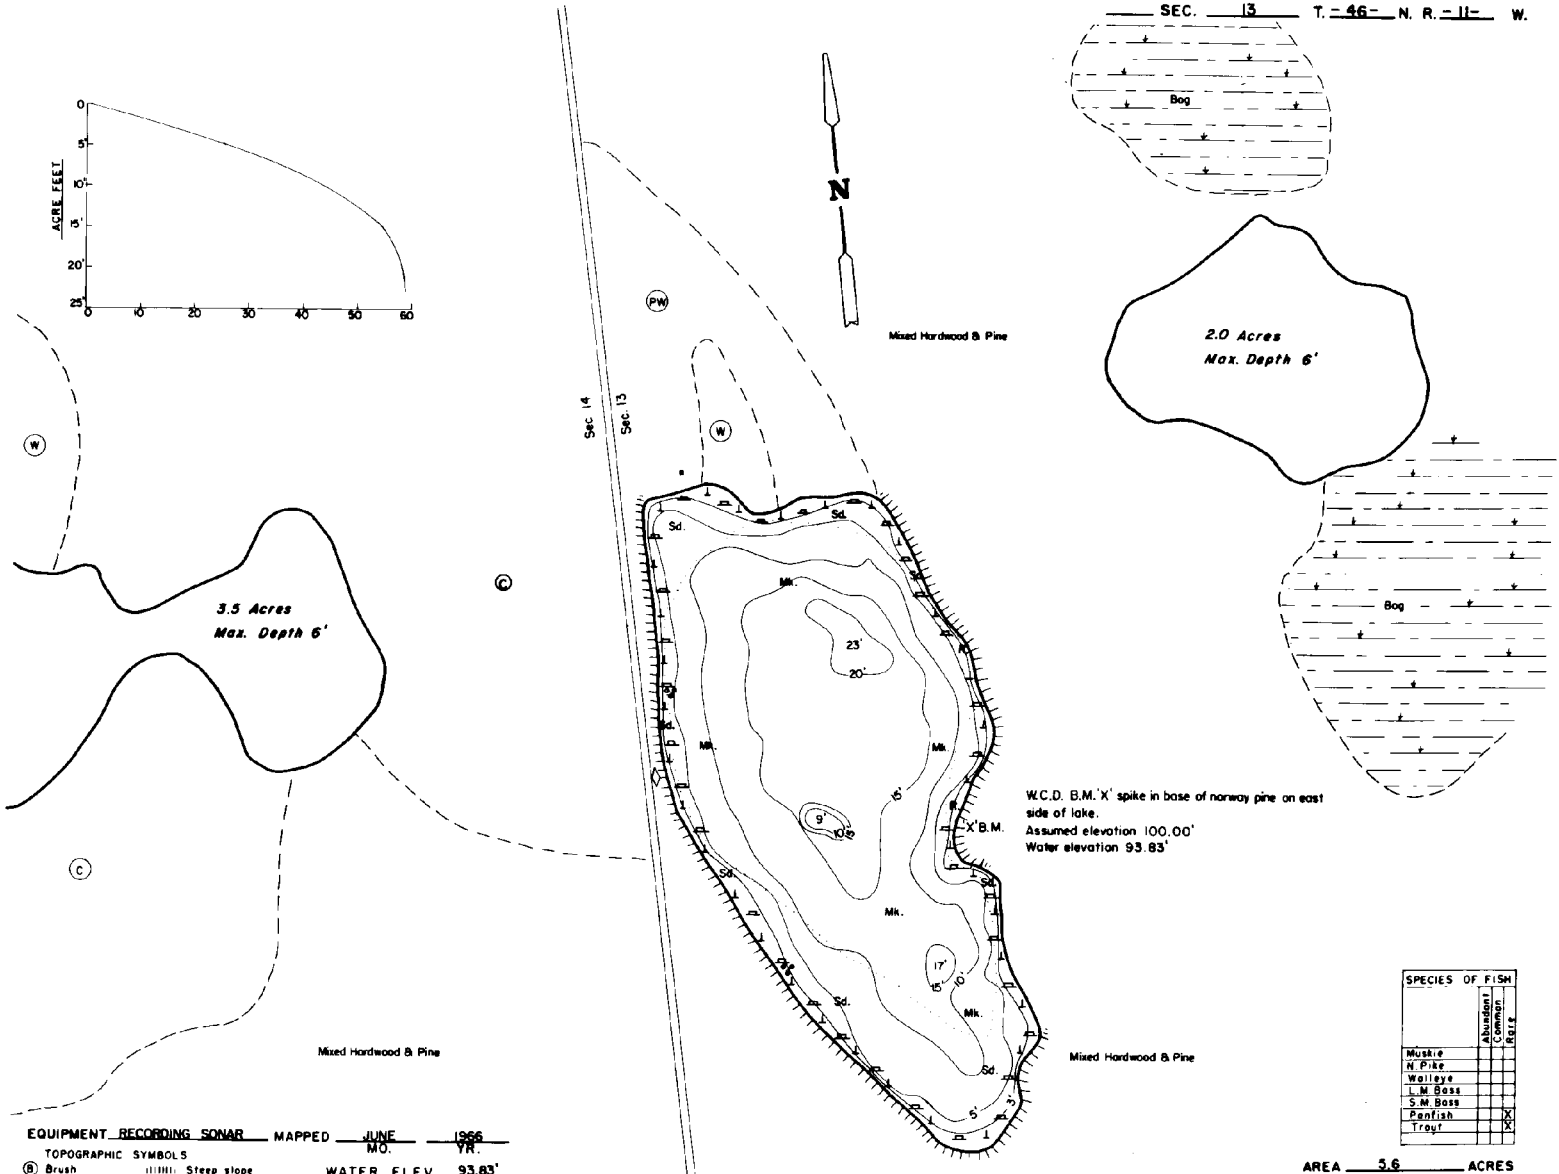 SEC. 13 T. -46- N. R. -11- W.
Bog
0
5'
10'
15'
20'
25'
ACRE FEET
0 10 20 30 40 50 60
N
PW
Mixed Hardwood & Pine
2.0 Acres
Max. Depth 6'
Sec. 14
Sec. 13
W
W
Sd.
Sd.
C
Mk.
Sd.
3.5 Acres
Max. Depth 6'
23'
20'
R.
Sd.
Mk.
Mk.
Bog
15'
9'
10'
15'
R.
'X' B.M.
W.C.D. B.M. 'X' spike in base of norway pine on east
side of lake.
Assumed elevation 100.00'
Water elevation 93.83'
C
Sd.
Sd.
Mk.
17'
15'
10'
Sd.
Mk.
Mixed Hardwood & Pine
Mixed Hardwood & Pine
Sd.
5'
3'
SPECIES OF FISH
Abundant
Common
Rare
Muskie
N. Pike
Walleye
L.M. Bass
S.M. Bass
Panfish X
Trout X
EQUIPMENT RECORDING SONAR MAPPED JUNE 1966
MO. YR.
TOPOGRAPHIC SYMBOLS
B Brush Steep slope
WATER ELEV. 93.83'
AREA 5.6 ACRES